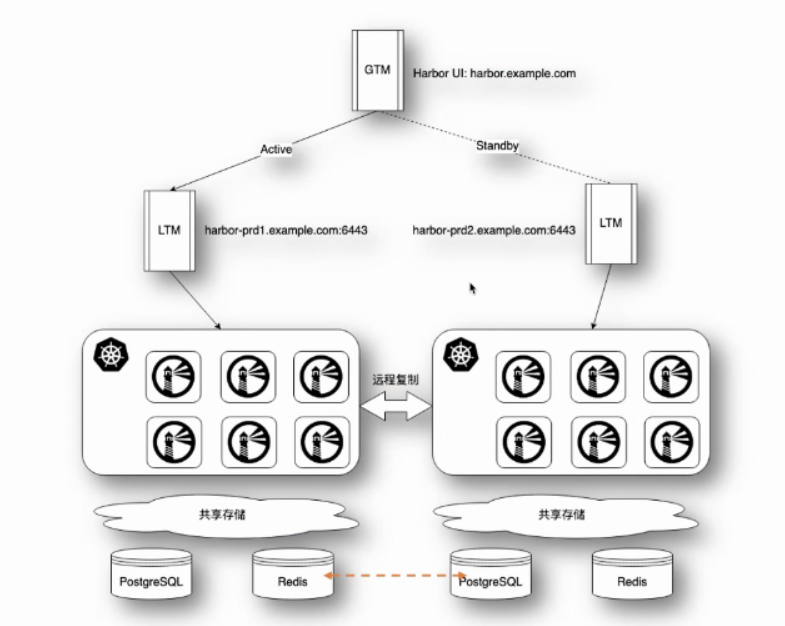 GTM
Harbor UI: harbor.example.com
Active
Standby
LTM
harbor-prd1.example.com:6443
harbor-prd2.example.com:6443
LTM
远程复制
共享存储
共享存储
PostgreSQL
Redis
PostgreSQL
Redis